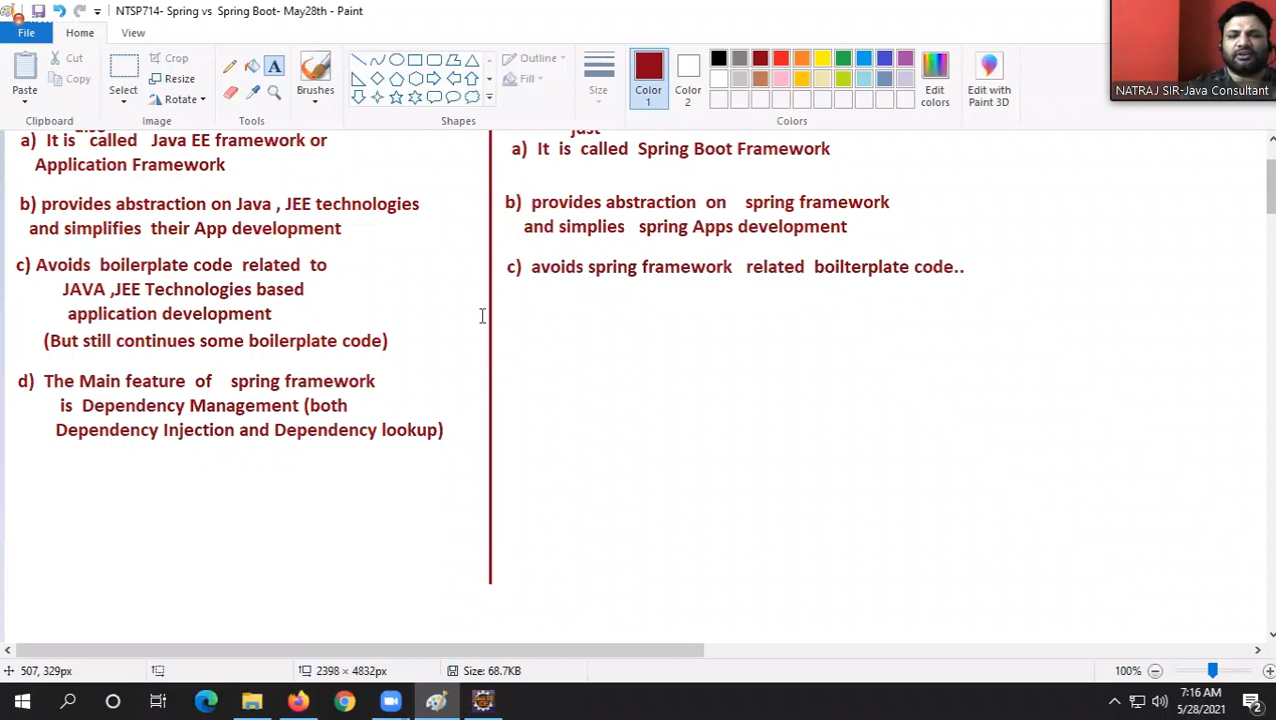 NTSP714- Spring vs Spring Boot- May28th - Paint
File
Home
View
Cut
Copy
Paste
Clipboard
Select
Crop
Resize
Rotate
Image
Tools
Brushes
Shapes
Outline
Fill
Size
Color
1
Color
2
Edit
colors
Colors
Edit with
Paint 3D
NATRAJ SIR-Java Consultant
also
a) It is called Java EE framework or
Application Framework
b) provides abstraction on Java , JEE technologies
and simplifies their App development
c) Avoids boilerplate code related to
JAVA ,JEE Technologies based
application development
(But still continues some boilerplate code)
d) The Main feature of spring framework
is Dependency Management (both
Dependency Injection and Dependency lookup)
just
a) It is called Spring Boot Framework
b) provides abstraction on spring framework
and simplies spring Apps development
c) avoids spring framework related boilterplate code..
507, 329px
2398 × 4832px
Size: 68.7KB
100%
7:16 AM
5/28/2021
2